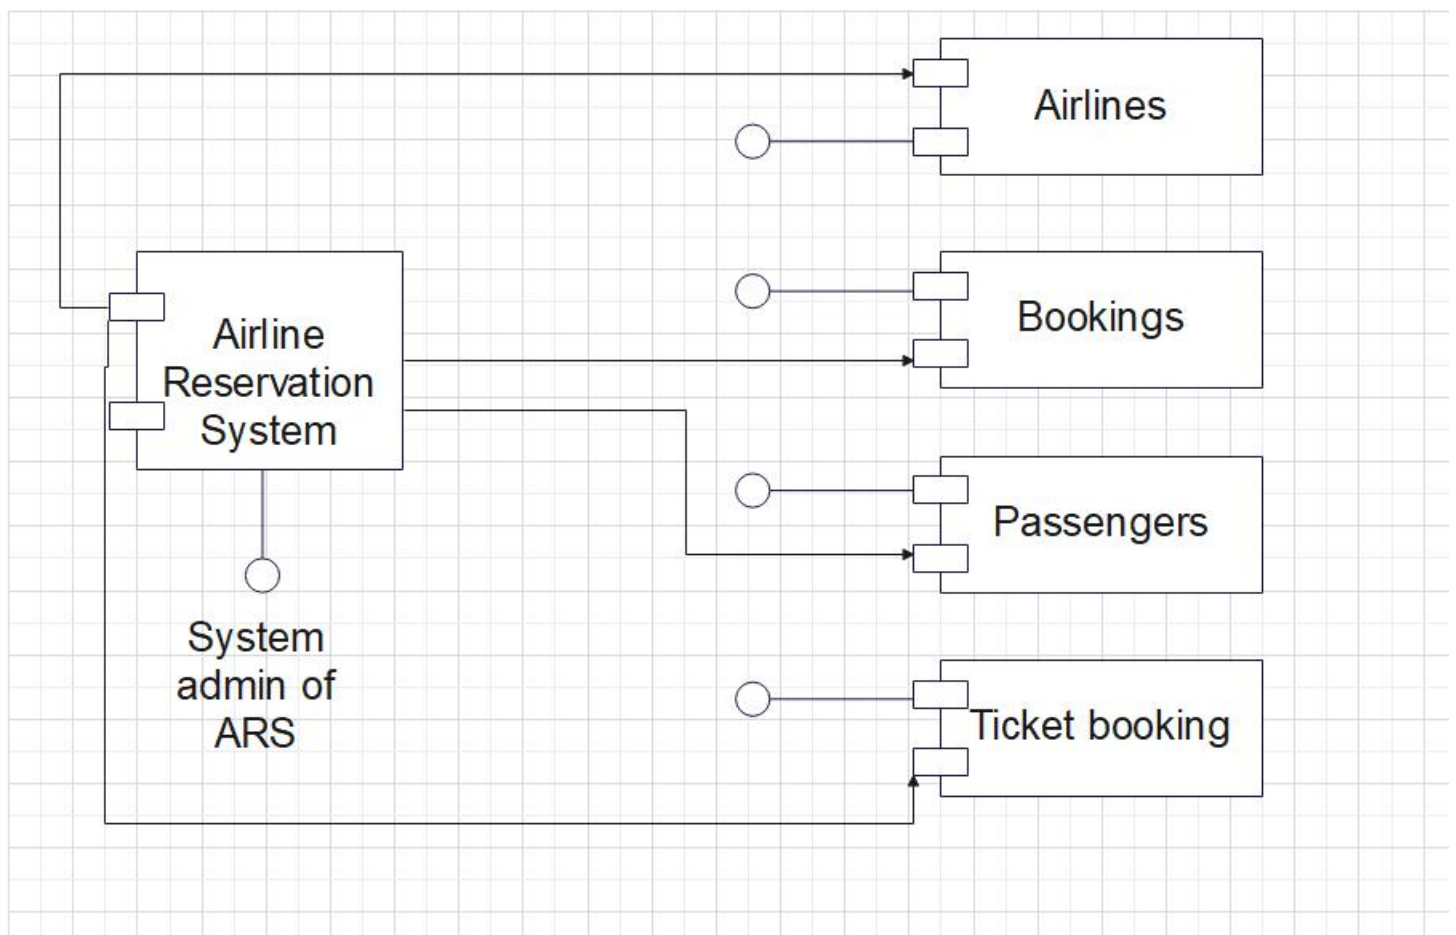 Airlines
Bookings
Airline
Reservation
System
Passengers
System
admin of
ARS
Ticket booking